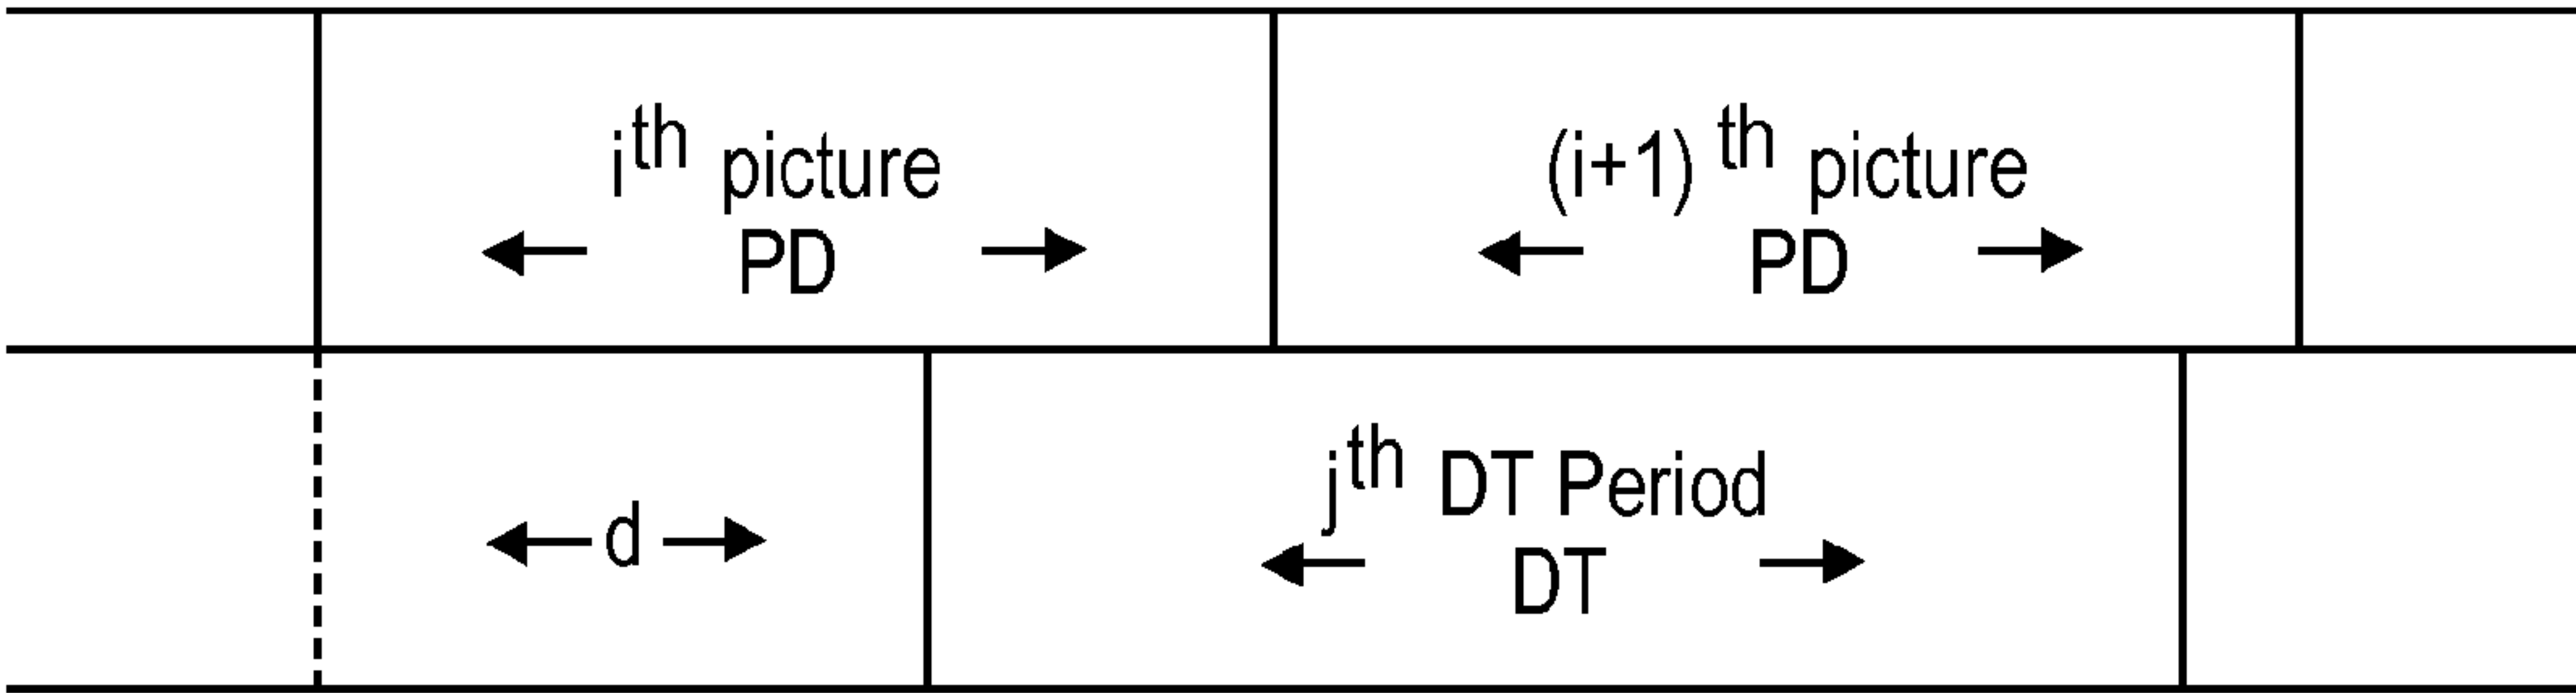 i^th picture
PD
(i+1)^th picture
PD
d
j^th DT Period
DT